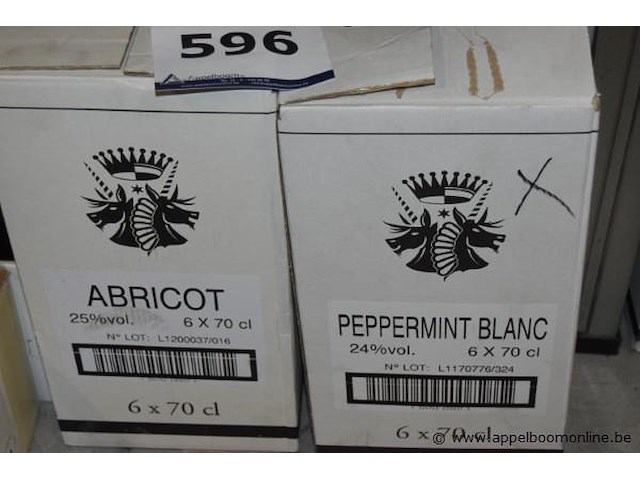 596
ABRICOT
25%vol. 6 X 70 cl
N° LOT: L1200037/016
6 x 70 cl
PEPPERMINT BLANC
24%vol. 6 X 70 cl
N° LOT: L1170776/324
6 x 70 cl
© www.lappelboomonline.be